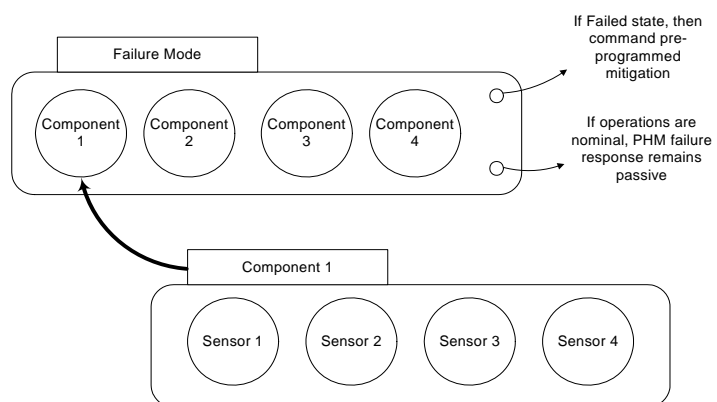 If Failed state, then
command pre-
programmed
mitigation
Failure Mode
Component
1
Component
2
Component
3
Component
4
If operations are
nominal, PHM failure
response remains
passive
Component 1
Sensor 1
Sensor 2
Sensor 3
Sensor 4